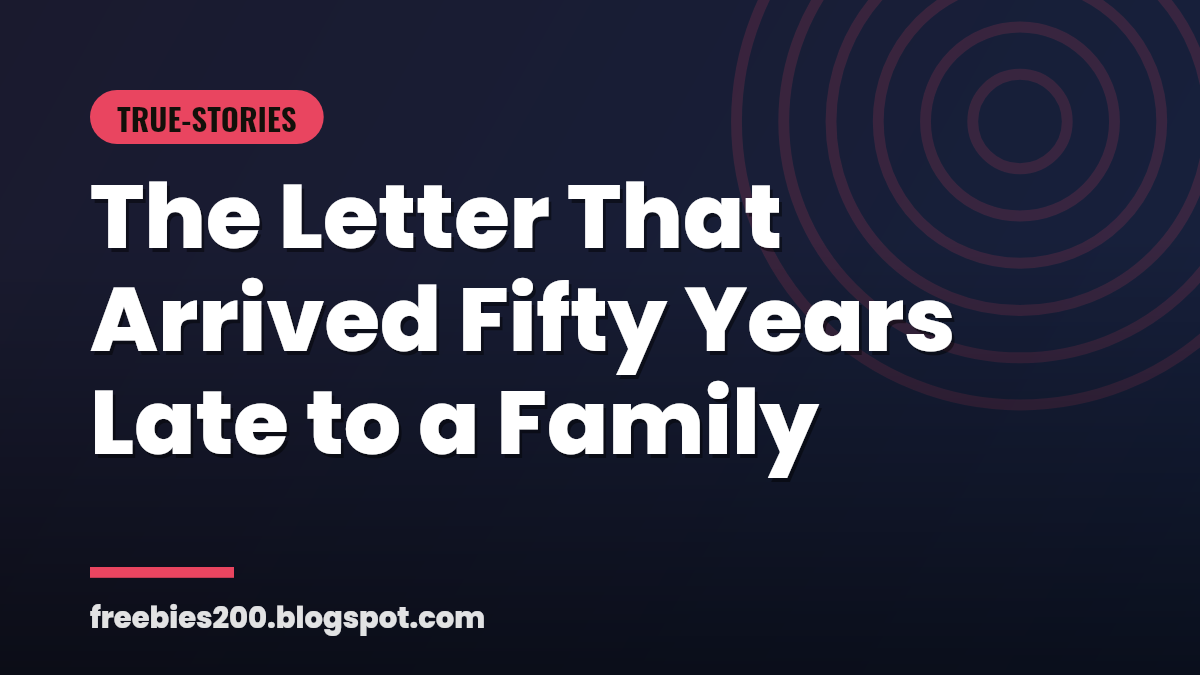 TRUE-STORIES
The Letter That
Arrived Fifty Years
Late to a Family
freebies200.blogspot.com